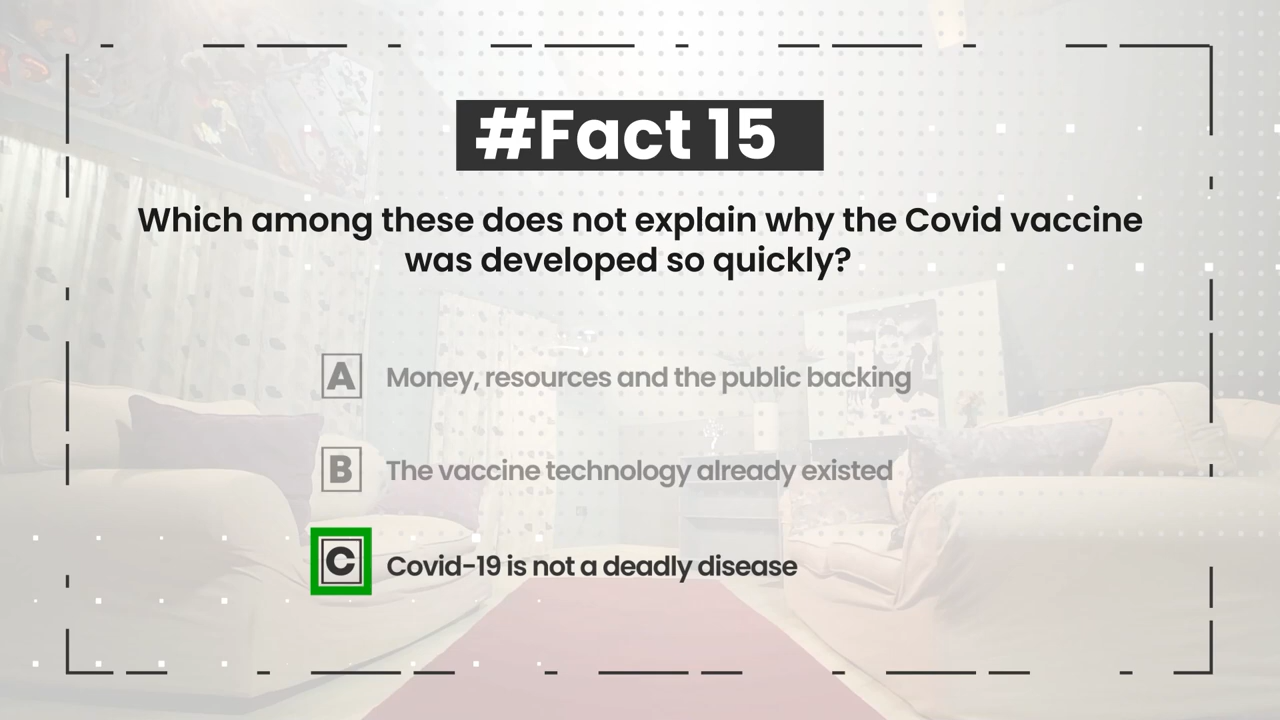 #Fact 15
Which among these does not explain why the Covid vaccine
was developed so quickly?
A Money, resources and the public backing
B The vaccine technology already existed
C Covid-19 is not a deadly disease